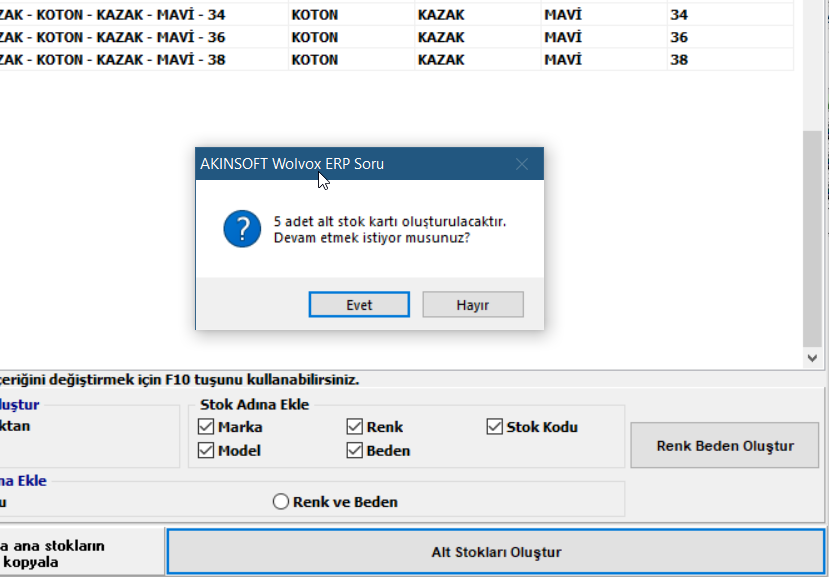 ZAK - KOTON - KAZAK - MAVİ - 34 KOTON KAZAK MAVİ 34
ZAK - KOTON - KAZAK - MAVİ - 36 KOTON KAZAK MAVİ 36
ZAK - KOTON - KAZAK - MAVİ - 38 KOTON KAZAK MAVİ 38
AKINSOFT Wolvox ERP Soru
5 adet alt stok kartı oluşturulacaktır.
Devam etmek istiyor musunuz?
Evet Hayır
çeriğini değiştirmek için F10 tuşunu kullanabilirsiniz.
luştur
ktan
Stok Adına Ekle
Marka Renk Stok Kodu
Model Beden
Renk Beden Oluştur
na Ekle
u Renk ve Beden
a ana stokların
kopyala
Alt Stokları Oluştur